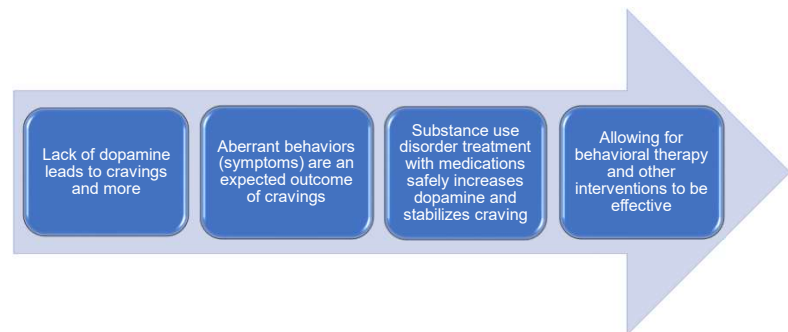 Lack of dopamine
leads to cravings
and more
Aberrant behaviors
(symptoms) are an
expected outcome
of cravings
Substance use
disorder treatment
with medications
safely increases
dopamine and
stabilizes craving
Allowing for
behavioral therapy
and other
interventions to be
effective